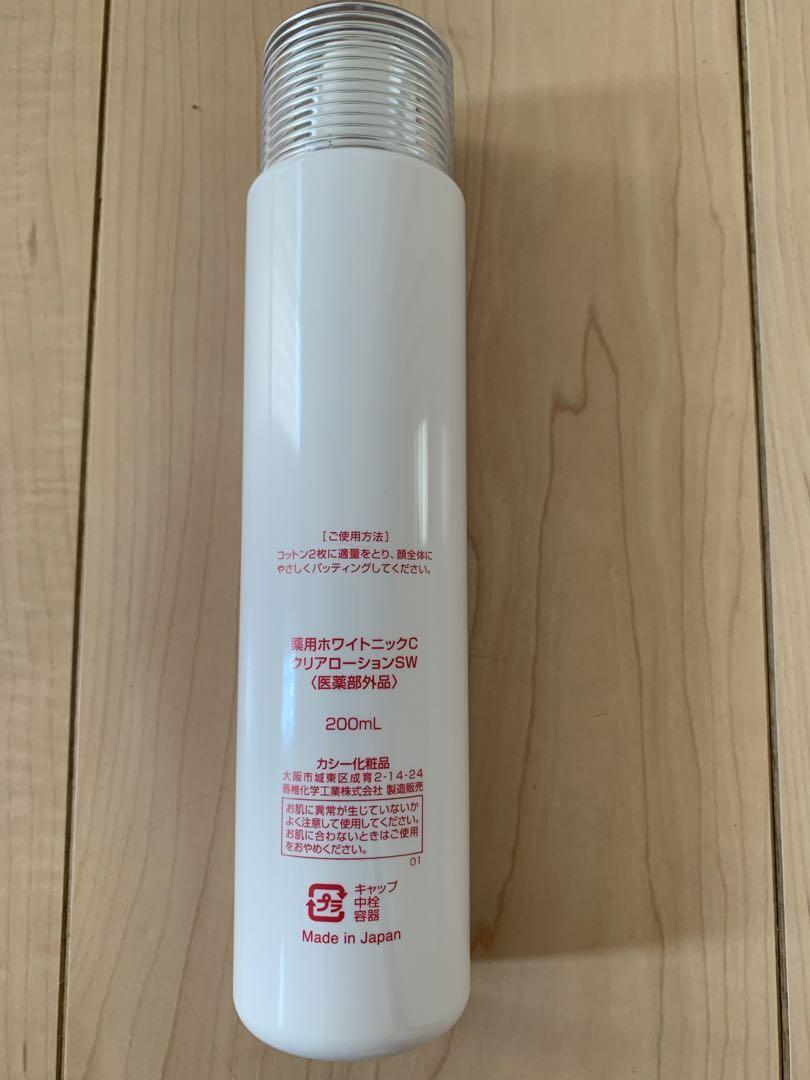 [ご使用方法]
コットン2枚に適量をとり、顔全体に
やさしくパッティングしてください。
薬用ホワイトニックC
クリアローションSW
〈医薬部外品〉
200mL
カシー化粧品
大阪市城東区成育2-14-24
香椎化学工業株式会社 製造販売
お肌に異常が生じていないか
よく注意して使用してください。
お肌に合わないときはご使用
をおやめください。
01
プラ
キャップ
中栓
容器
Made in Japan